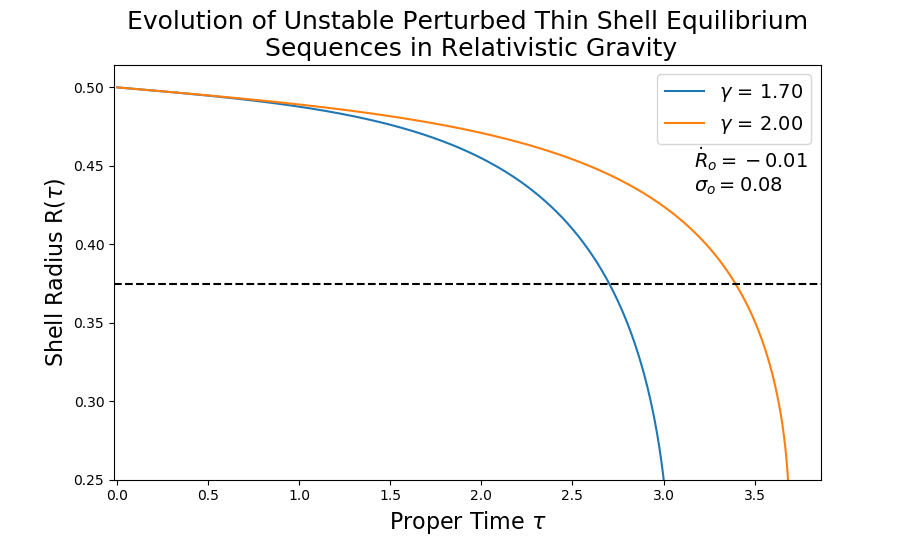 Evolution of Unstable Perturbed Thin Shell Equilibrium
Sequences in Relativistic Gravity
γ = 1.70
γ = 2.00
Ṙₒ = −0.01
σₒ = 0.08
Shell Radius R(τ)
0.50
0.45
0.40
0.35
0.30
0.25
0.0 0.5 1.0 1.5 2.0 2.5 3.0 3.5
Proper Time τ